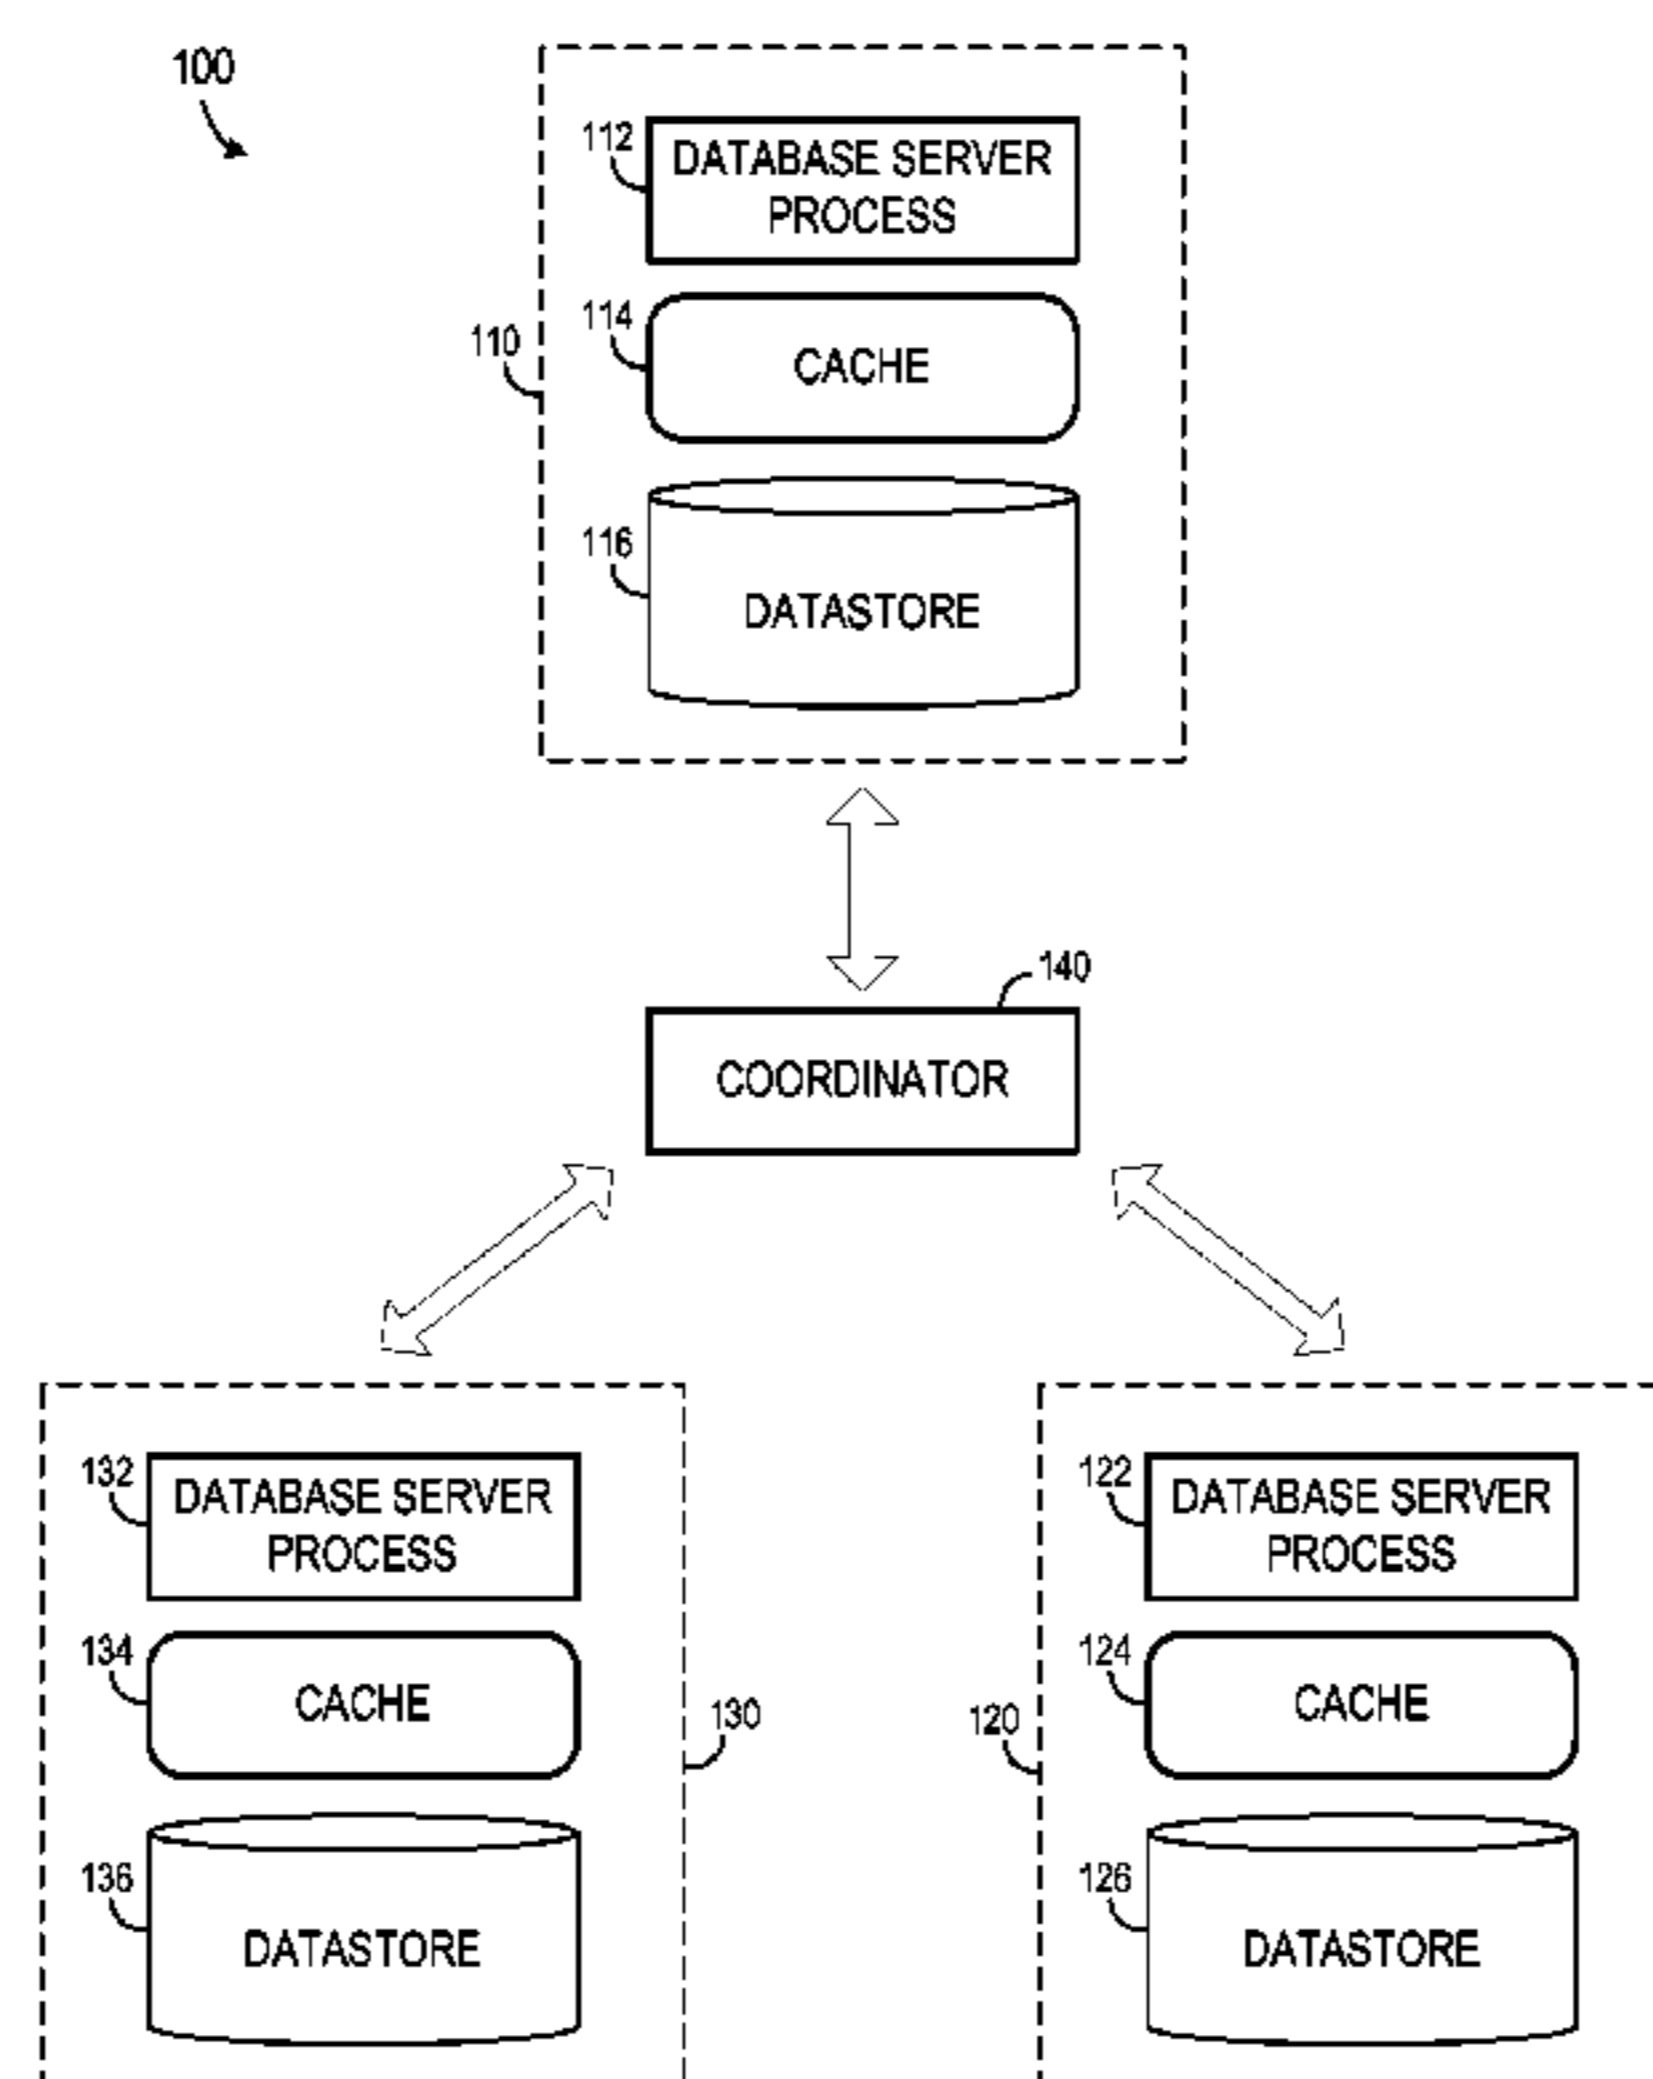 100
112
DATABASE SERVER
PROCESS
114
CACHE
110
116
DATASTORE
140
COORDINATOR
132
DATABASE SERVER
PROCESS
134
CACHE
130
136
DATASTORE
122
DATABASE SERVER
PROCESS
124
CACHE
120
126
DATASTORE